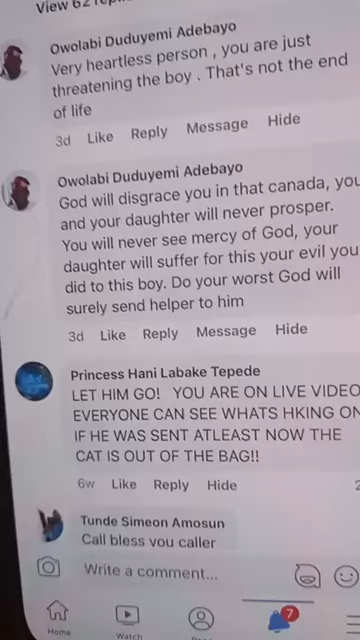 View 62
Owolabi Duduyemi Adebayo
Very heartless person , you are just
threatening the boy . That's not the end
of life
3d Like Reply Message Hide
Owolabi Duduyemi Adebayo
God will disgrace you in that canada, you
and your daughter will never prosper.
You will never see mercy of God, your
daughter will suffer for this your evil you
did to this boy. Do your worst God will
surely send helper to him
3d Like Reply Message Hide
Princess Hani Labake Tepede
LET HIM GO! YOU ARE ON LIVE VIDEO
EVERYONE CAN SEE WHATS HKING ON
IF HE WAS SENT ATLEAST NOW THE
CAT IS OUT OF THE BAG!!
6w Like Reply Hide
2
Tunde Simeon Amosun
Call bless you caller
Write a comment...
7
Home
Watch